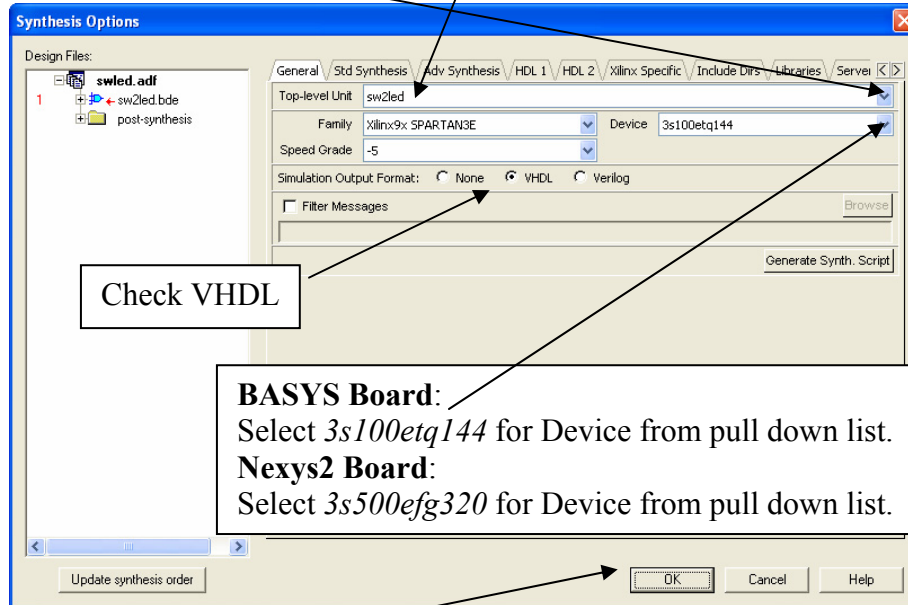 Synthesis Options
Design Files:
swled.adf
1 sw2led.bde
post-synthesis
General Std Synthesis Adv Synthesis HDL 1 HDL 2 Xilinx Specific Include Dirs Libraries Server
Top-level Unit sw2led
Family Xilinx9x SPARTAN3E Device 3s100etq144
Speed Grade -5
Simulation Output Format: None VHDL Verilog
Filter Messages Browse
Generate Synth. Script
Check VHDL
BASYS Board:
Select 3s100etq144 for Device from pull down list.
Nexys2 Board:
Select 3s500efg320 for Device from pull down list.
Update synthesis order OK Cancel Help